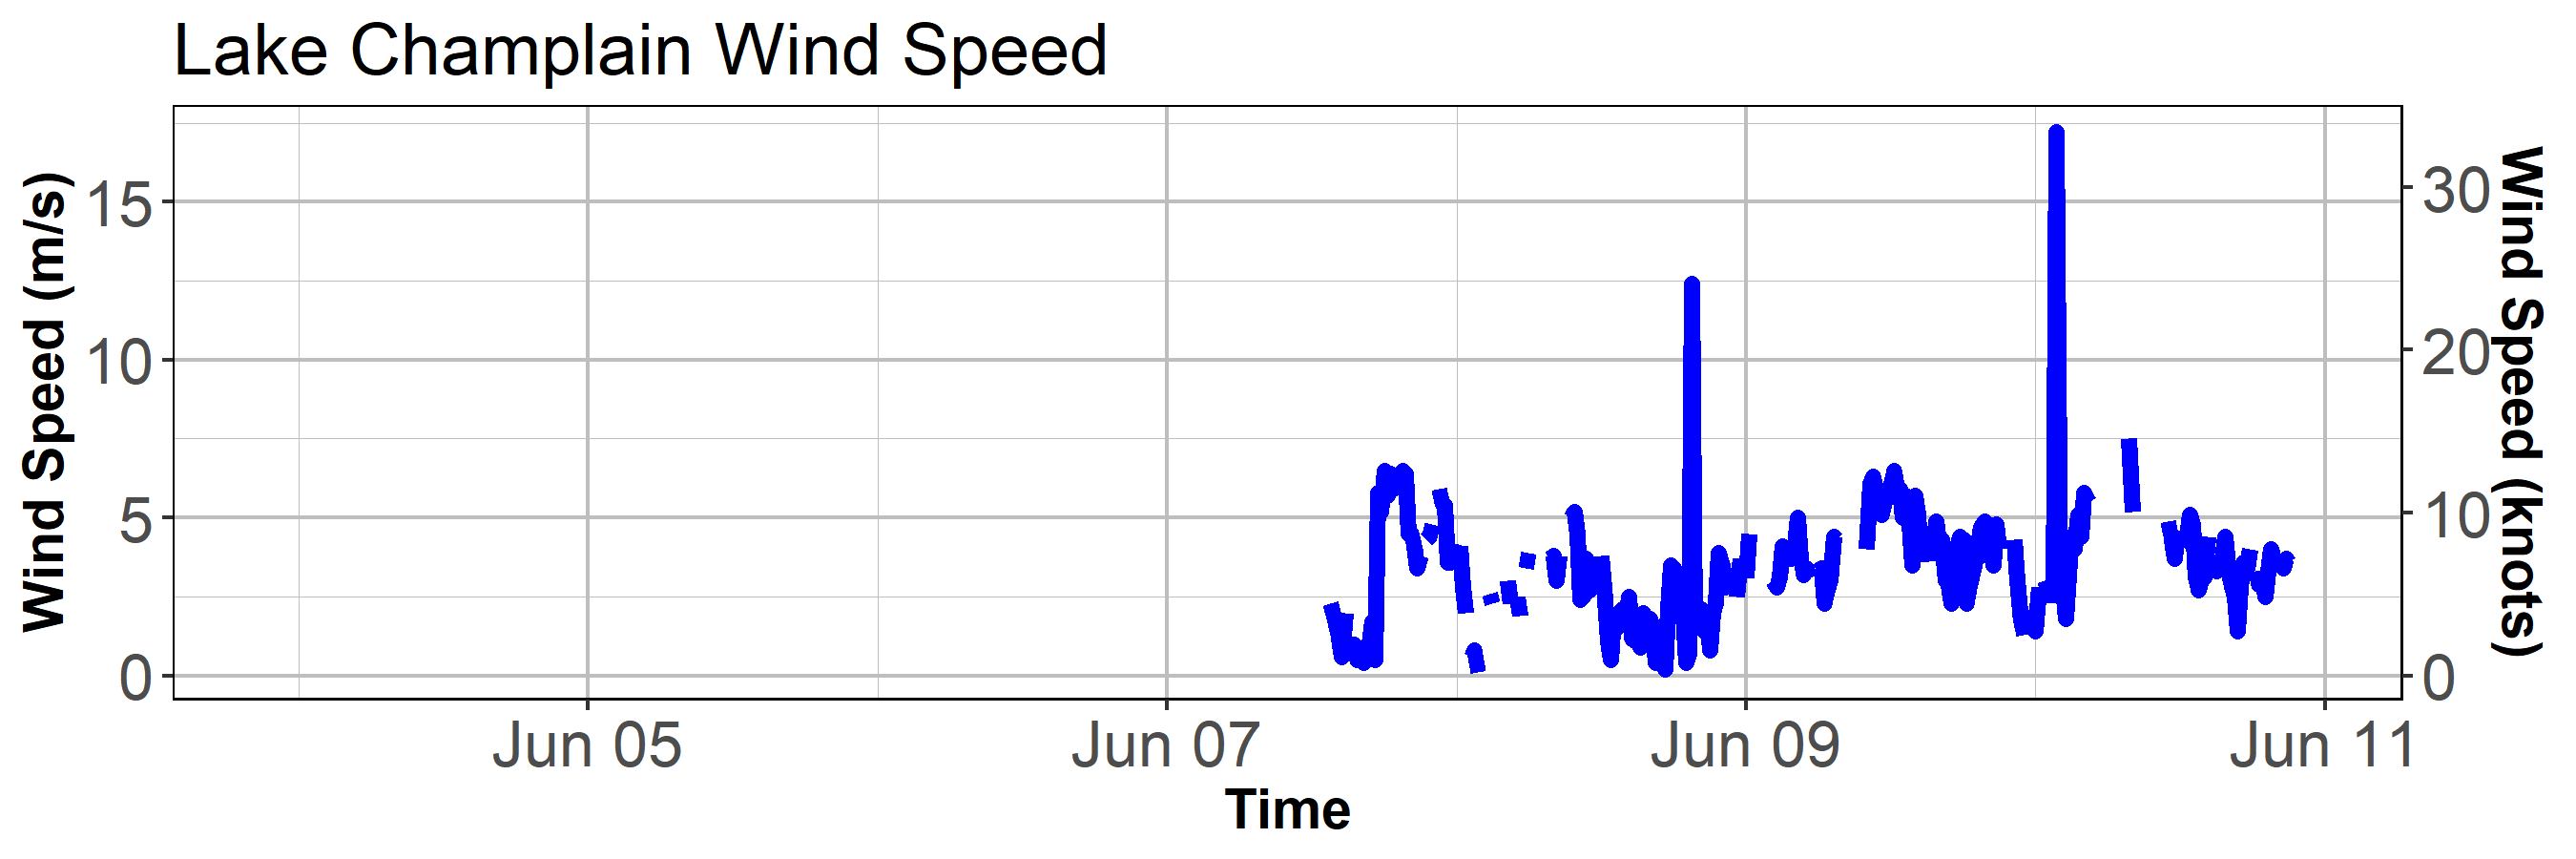 Lake Champlain Wind Speed
Wind Speed (m/s)
15
10
5
0
30
20
10
0
Wind Speed (knots)
Jun 05
Jun 07
Jun 09
Jun 11
Time